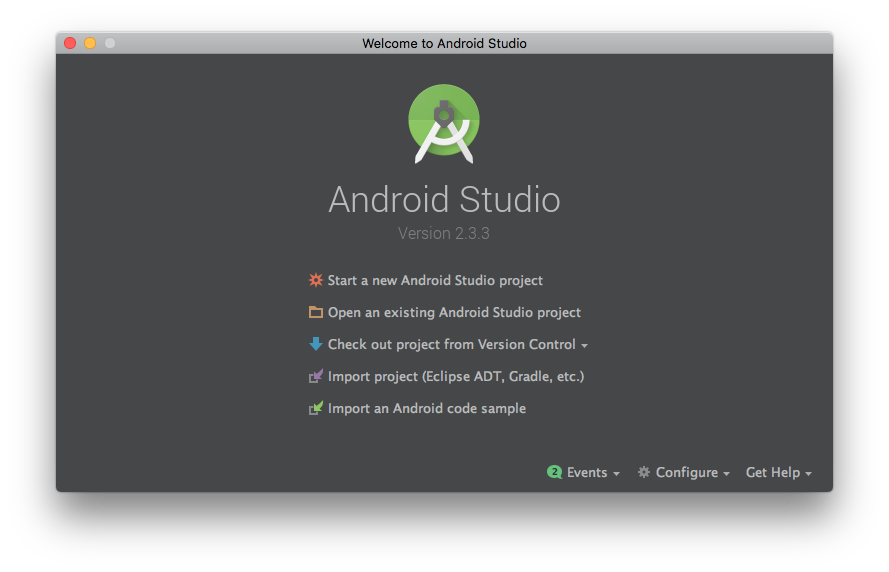 Welcome to Android Studio
Android Studio
Version 2.3.3
Start a new Android Studio project
Open an existing Android Studio project
Check out project from Version Control
Import project (Eclipse ADT, Gradle, etc.)
Import an Android code sample
2 Events Configure Get Help